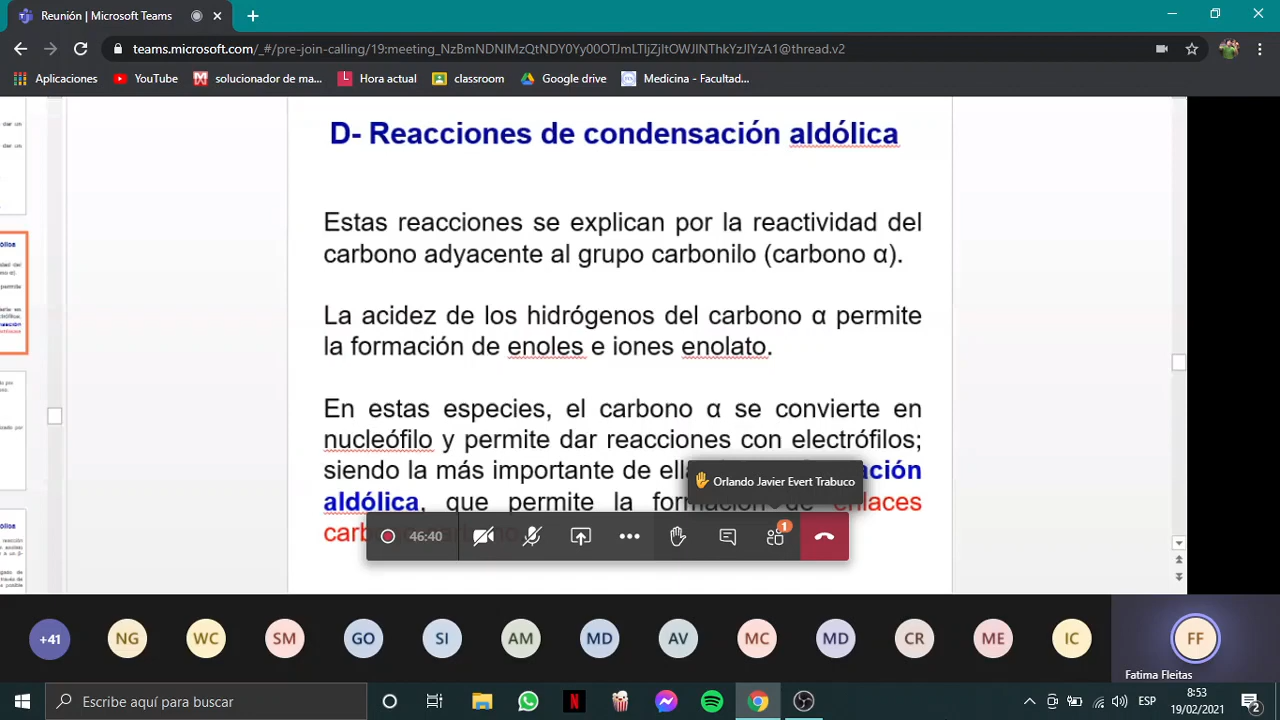 Reunión | Microsoft Teams
teams.microsoft.com/_#/pre-join-calling/19:meeting_NzBmNDNlMzQtNDY0Yy00OTJmLTljZjItOWJlNThkYzJlYzA1@thread.v2
Aplicaciones YouTube solucionador de ma... Hora actual classroom Google drive Medicina - Facultad...
D- Reacciones de condensación aldólica
Estas reacciones se explican por la reactividad del
carbono adyacente al grupo carbonilo (carbono α).
La acidez de los hidrógenos del carbono α permite
la formación de enoles e iones enolato.
En estas especies, el carbono α se convierte en
nucleófilo y permite dar reacciones con electrófilos;
siendo la más importante de ellas ación
Orlando Javier Evert Trabuco
aldólica, que permite la formación de enlaces
46:40
1
+41 NG WC SM GO SI AM MD AV MC MD CR ME IC FF
Fatima Fleitas
Escribe aquí para buscar
ESP
8:53
19/02/2021
2